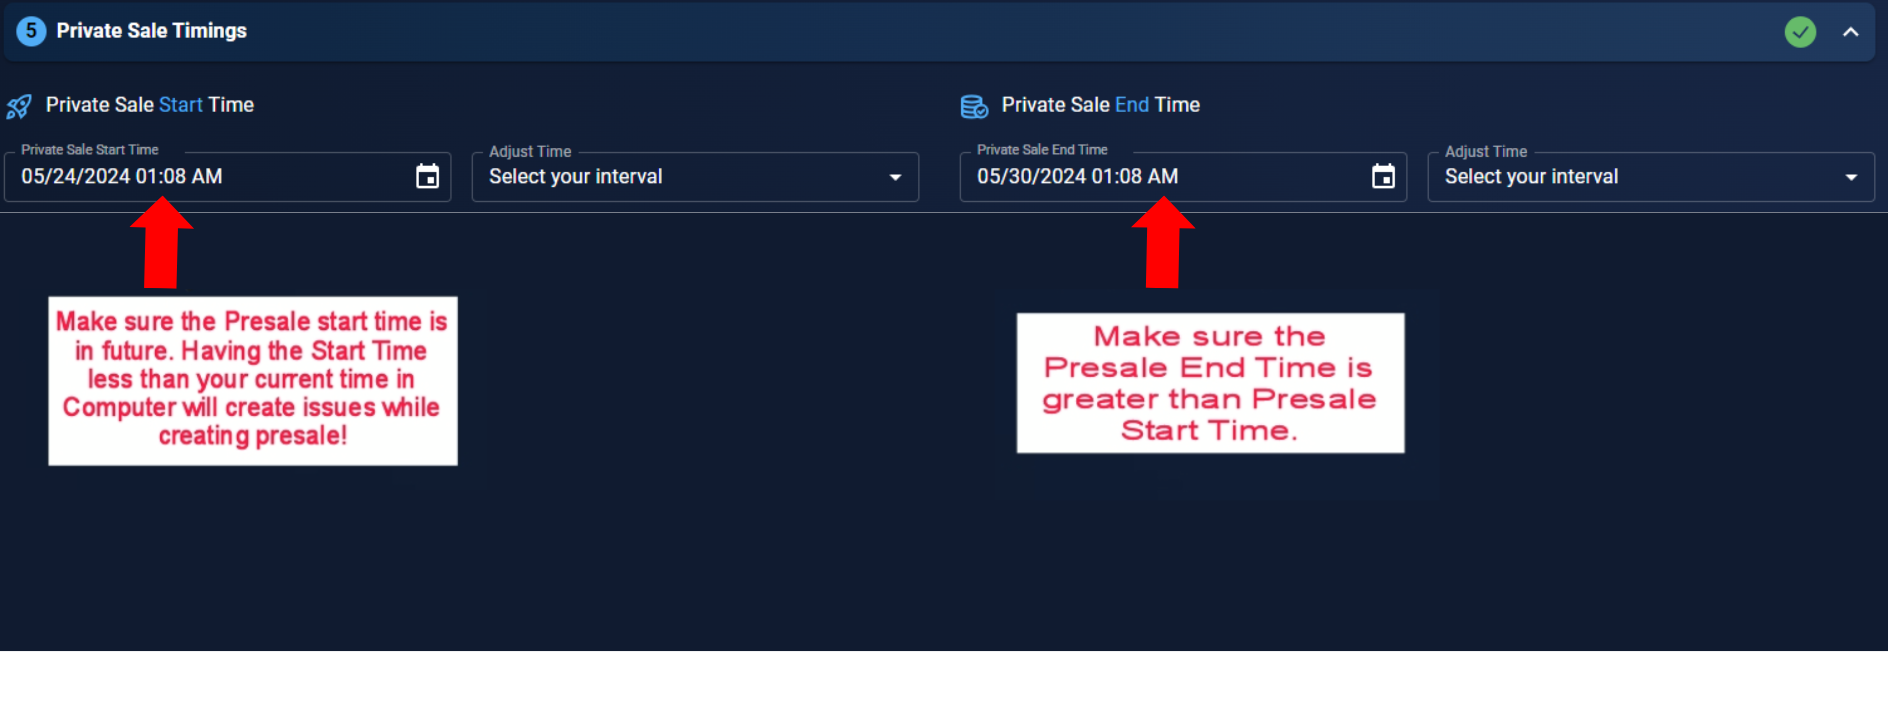 5 Private Sale Timings
Private Sale Start Time
Private Sale Start Time
05/24/2024 01:08 AM
Adjust Time
Select your interval
Private Sale End Time
Private Sale End Time
05/30/2024 01:08 AM
Adjust Time
Select your interval
Make sure the Presale start time is
in future. Having the Start Time
less than your current time in
Computer will create issues while
creating presale!
Make sure the
Presale End Time is
greater than Presale
Start Time.